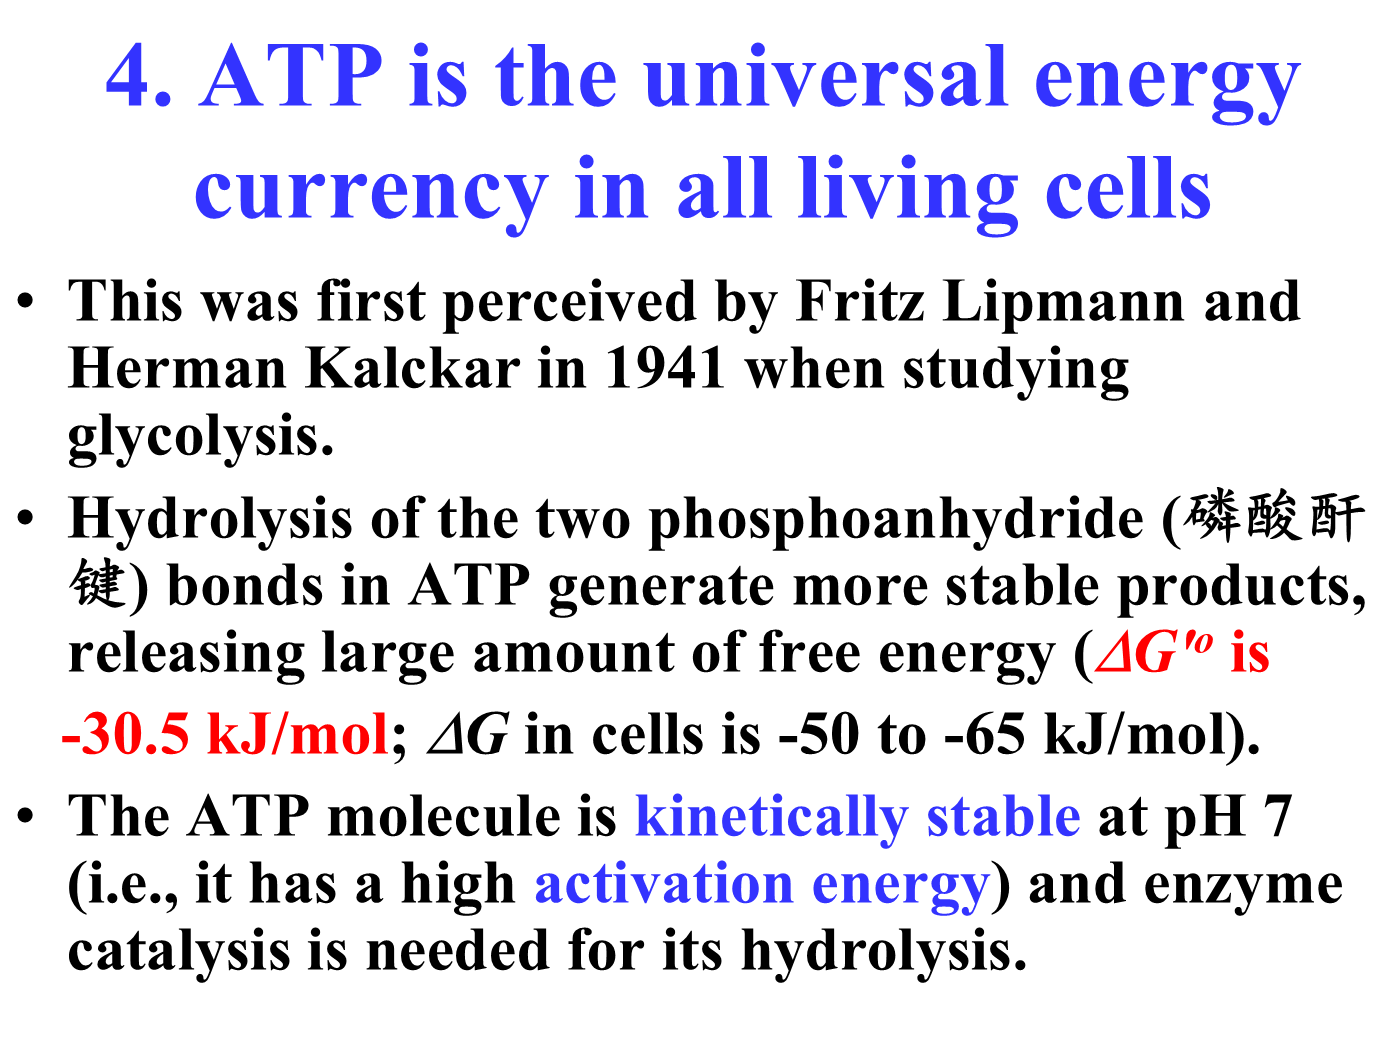 4. ATP is the universal energy
currency in all living cells
• This was first perceived by Fritz Lipmann and
Herman Kalckar in 1941 when studying
glycolysis.
• Hydrolysis of the two phosphoanhydride (磷酸酐
键) bonds in ATP generate more stable products,
releasing large amount of free energy (ΔG'º is
-30.5 kJ/mol; ΔG in cells is -50 to -65 kJ/mol).
• The ATP molecule is kinetically stable at pH 7
(i.e., it has a high activation energy) and enzyme
catalysis is needed for its hydrolysis.